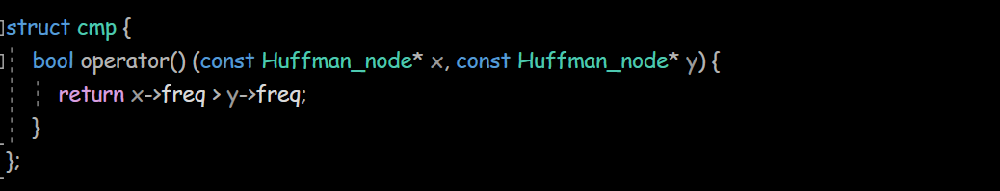 struct cmp {
bool operator() (const Huffman_node* x, const Huffman_node* y) {
return x->freq > y->freq;
}
};